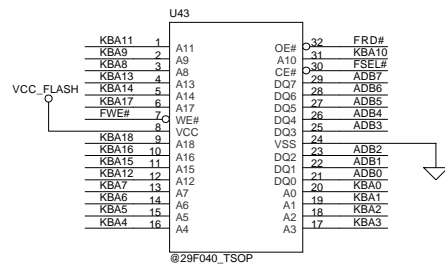 U43
KBA11 1 A11 OE# 32 FRD#
KBA9 2 A9 A10 31 KBA10
KBA8 3 A8 CE# 30 FSEL#
KBA13 4 A13 DQ7 29 ADB7
KBA14 5 A14 DQ6 28 ADB6
KBA17 6 A17 DQ5 27 ADB5
FWE# 7 WE# DQ4 26 ADB4
VCC_FLASH 8 VCC DQ3 25 ADB3
KBA18 9 A18 VSS 24
KBA16 10 A16 DQ2 23 ADB2
KBA15 11 A15 DQ1 22 ADB1
KBA12 12 A12 DQ0 21 ADB0
KBA7 13 A7 A0 20 KBA0
KBA6 14 A6 A1 19 KBA1
KBA5 15 A5 A2 18 KBA2
KBA4 16 A4 A3 17 KBA3
@29F040_TSOP